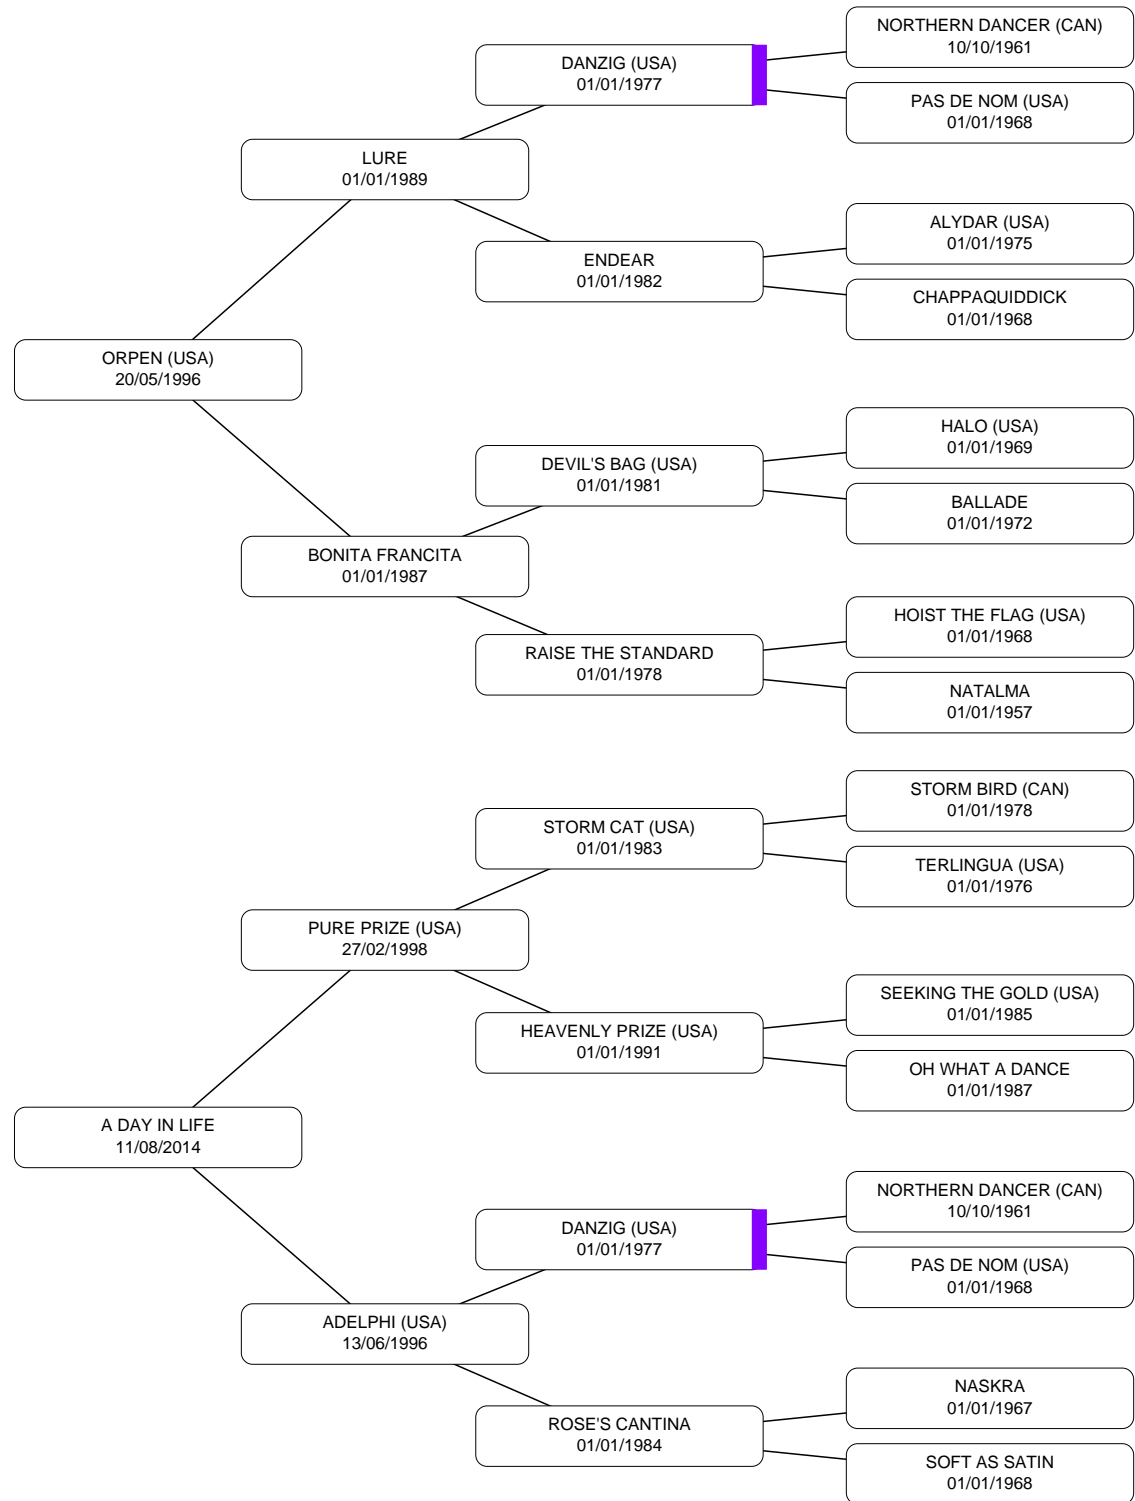 NORTHERN DANCER (CAN)
10/10/1961
DANZIG (USA)
01/01/1977
PAS DE NOM (USA)
01/01/1968
LURE
01/01/1989
ALYDAR (USA)
01/01/1975
ENDEAR
01/01/1982
CHAPPAQUIDDICK
01/01/1968
ORPEN (USA)
20/05/1996
HALO (USA)
01/01/1969
DEVIL'S BAG (USA)
01/01/1981
BALLADE
01/01/1972
BONITA FRANCITA
01/01/1987
HOIST THE FLAG (USA)
01/01/1968
RAISE THE STANDARD
01/01/1978
NATALMA
01/01/1957
STORM BIRD (CAN)
01/01/1978
STORM CAT (USA)
01/01/1983
TERLINGUA (USA)
01/01/1976
PURE PRIZE (USA)
27/02/1998
SEEKING THE GOLD (USA)
01/01/1985
HEAVENLY PRIZE (USA)
01/01/1991
OH WHAT A DANCE
01/01/1987
A DAY IN LIFE
11/08/2014
NORTHERN DANCER (CAN)
10/10/1961
DANZIG (USA)
01/01/1977
PAS DE NOM (USA)
01/01/1968
ADELPHI (USA)
13/06/1996
NASKRA
01/01/1967
ROSE'S CANTINA
01/01/1984
SOFT AS SATIN
01/01/1968